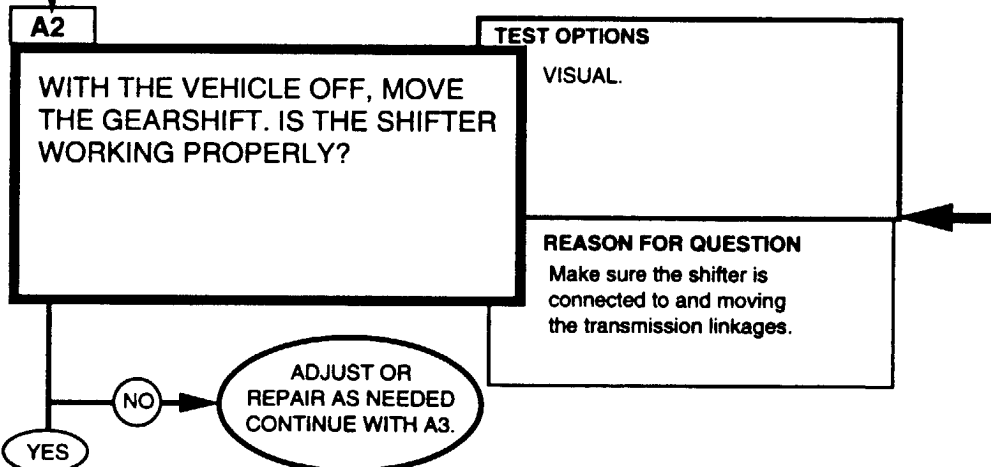 A2
WITH THE VEHICLE OFF, MOVE
THE GEARSHIFT. IS THE SHIFTER
WORKING PROPERLY?
TEST OPTIONS
VISUAL.
REASON FOR QUESTION
Make sure the shifter is
connected to and moving
the transmission linkages.
NO
ADJUST OR
REPAIR AS NEEDED
CONTINUE WITH A3.
YES